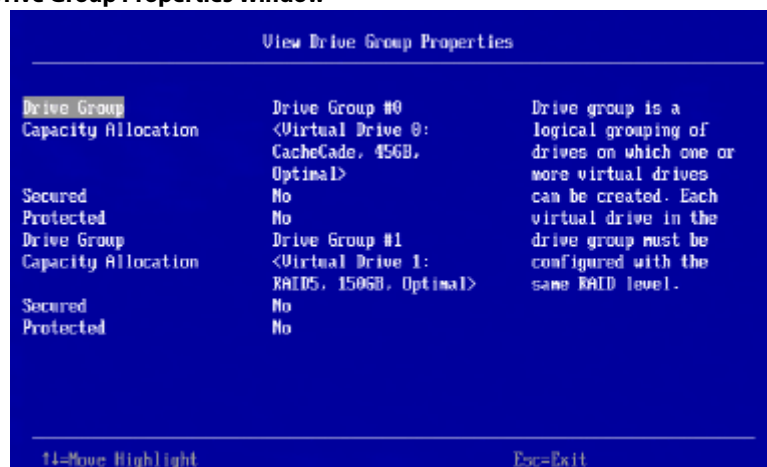 ive Group Properties window
View Drive Group Properties
Drive Group Drive Group #0 Drive group is a
Capacity Allocation <Virtual Drive 0: logical grouping of
CacheCade, 45GB, drives on which one or
Optimal> more virtual drives
Secured No can be created. Each
Protected No virtual drive in the
Drive Group Drive Group #1 drive group must be
Capacity Allocation <Virtual Drive 1: configured with the
RAID5, 150GB, Optimal> same RAID level.
Secured No
Protected No
↑↓=Move Highlight Esc=Exit